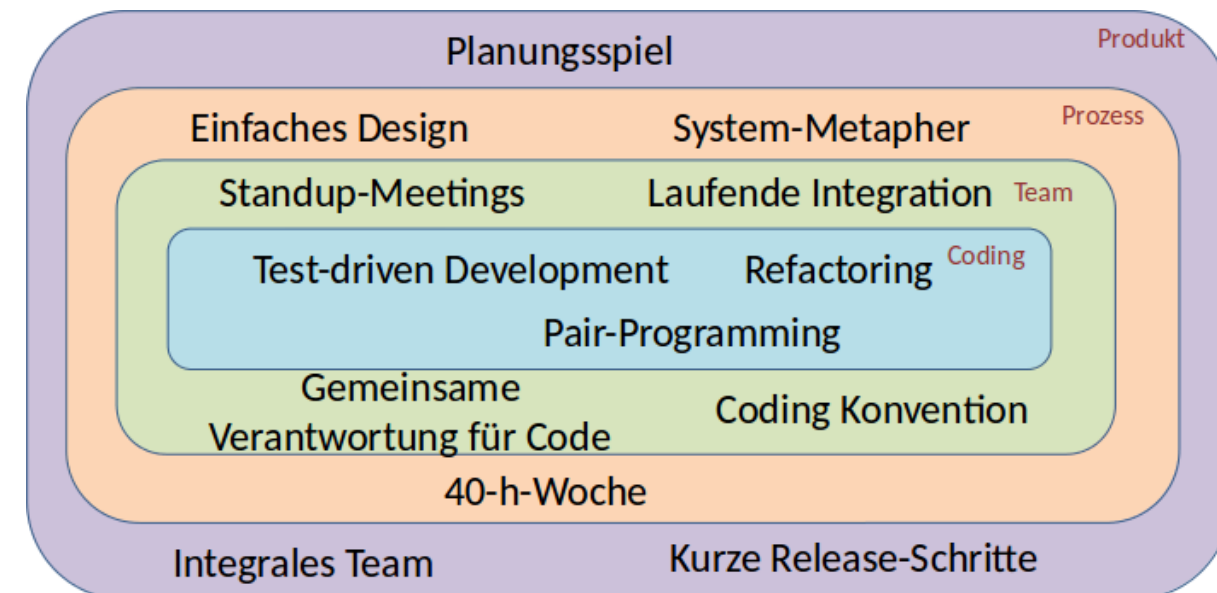 Planungsspiel
Produkt
Einfaches Design
System-Metapher
Prozess
Standup-Meetings
Laufende Integration
Team
Test-driven Development
Refactoring
Coding
Pair-Programming
Gemeinsame
Verantwortung für Code
Coding Konvention
40-h-Woche
Integrales Team
Kurze Release-Schritte